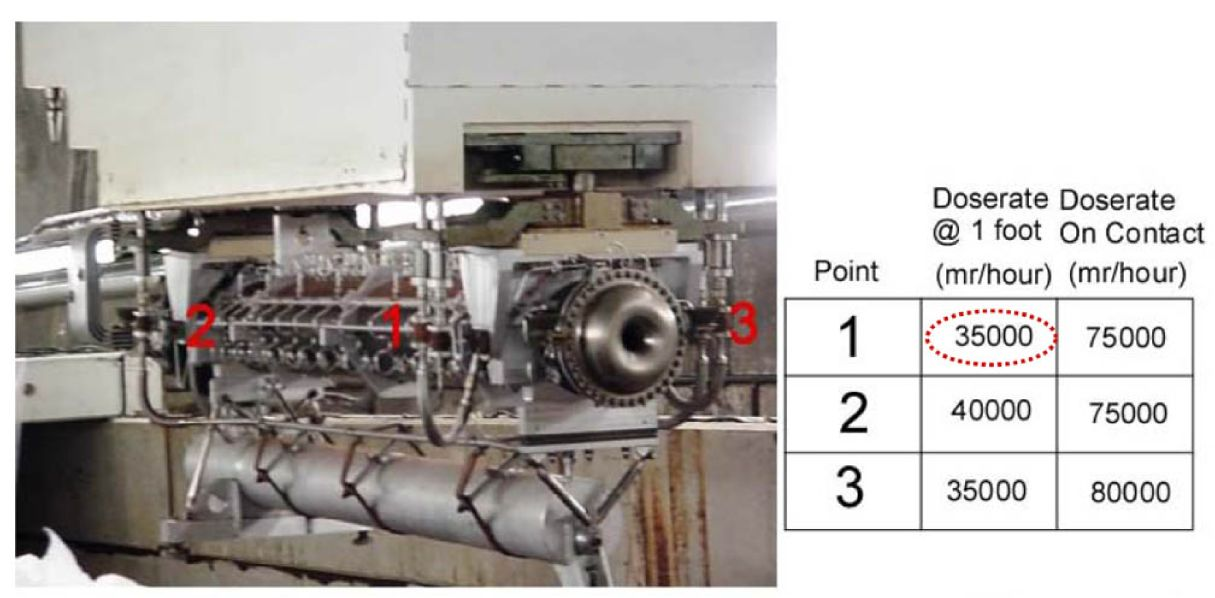 2
1
3
Doserate Doserate
@ 1 foot On Contact
Point (mr/hour) (mr/hour)
1 35000 75000
2 40000 75000
3 35000 80000